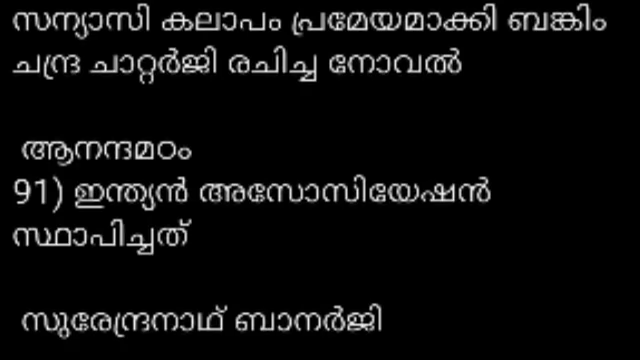 സന്യാസി കലാപം പ്രമേയമാക്കി ബങ്കിം
ചന്ദ്ര ചാറ്റർജി രചിച്ച നോവൽ
ആനന്ദമഠം
91) ഇന്ത്യൻ അസോസിയേഷൻ
സ്ഥാപിച്ചത്
സുരേന്ദ്രനാഥ് ബാനർജി